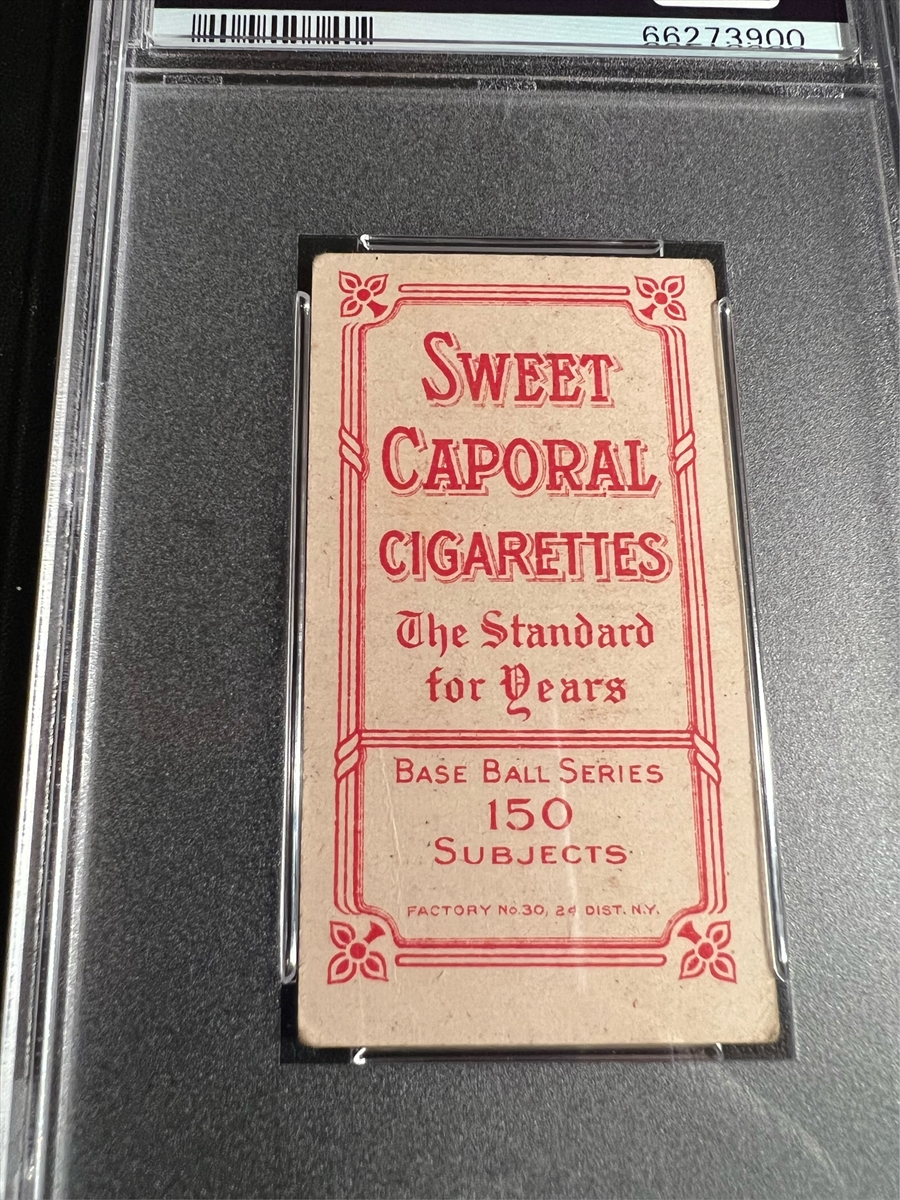 66273900
SWEET
CAPORAL
CIGARETTES
The Standard
for Years
BASE BALL SERIES
150
SUBJECTS
FACTORY No. 30, 2d DIST. N.Y.